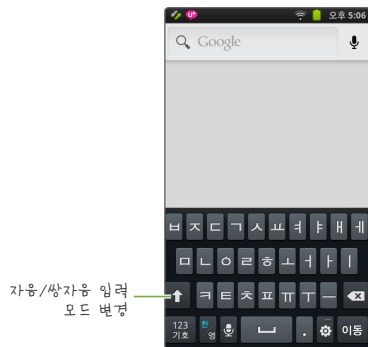 U+ 오후 5:06
Google
ㅂ ㅈ ㄷ ㄱ ㅅ ㅛ ㅕ ㅑ ㅐ ㅔ
ㅁ ㄴ ㅇ ㄹ ㅎ ㅗ ㅓ ㅏ ㅣ
자음/쌍자음 입력
모드 변경
ㅋ ㅌ ㅊ ㅍ ㅠ ㅜ ㅡ
123 한 . 이동
기호 영